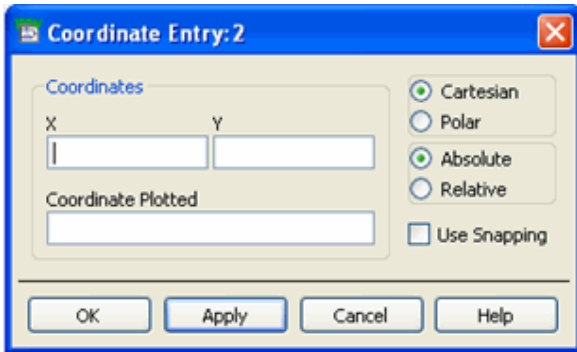 Coordinate Entry:2
Coordinates
X Y
Coordinate Plotted
Cartesian
Polar
Absolute
Relative
Use Snapping
OK Apply Cancel Help